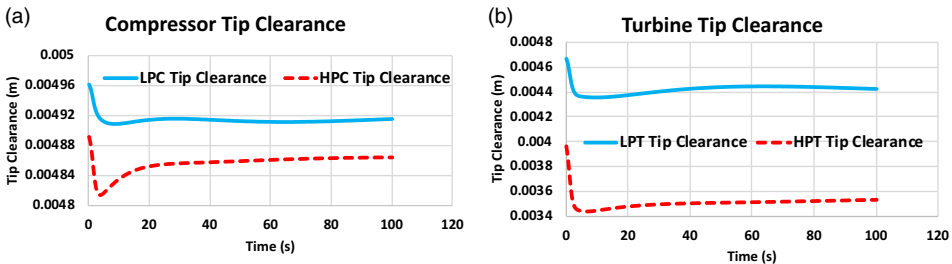 (a)
Compressor Tip Clearance
0.005
0.00496
0.00492
0.00488
0.00484
0.0048
Tip Clearance (m)
LPC Tip Clearance
HPC Tip Clearance
0 20 40 60 80 100 120
Time (s)
(b)
Turbine Tip Clearance
0.0048
0.0046
0.0044
0.0042
0.004
0.0038
0.0036
0.0034
Tip Clearance (m)
LPT Tip Clearance
HPT Tip Clearance
0 20 40 60 80 100 120
Time (s)